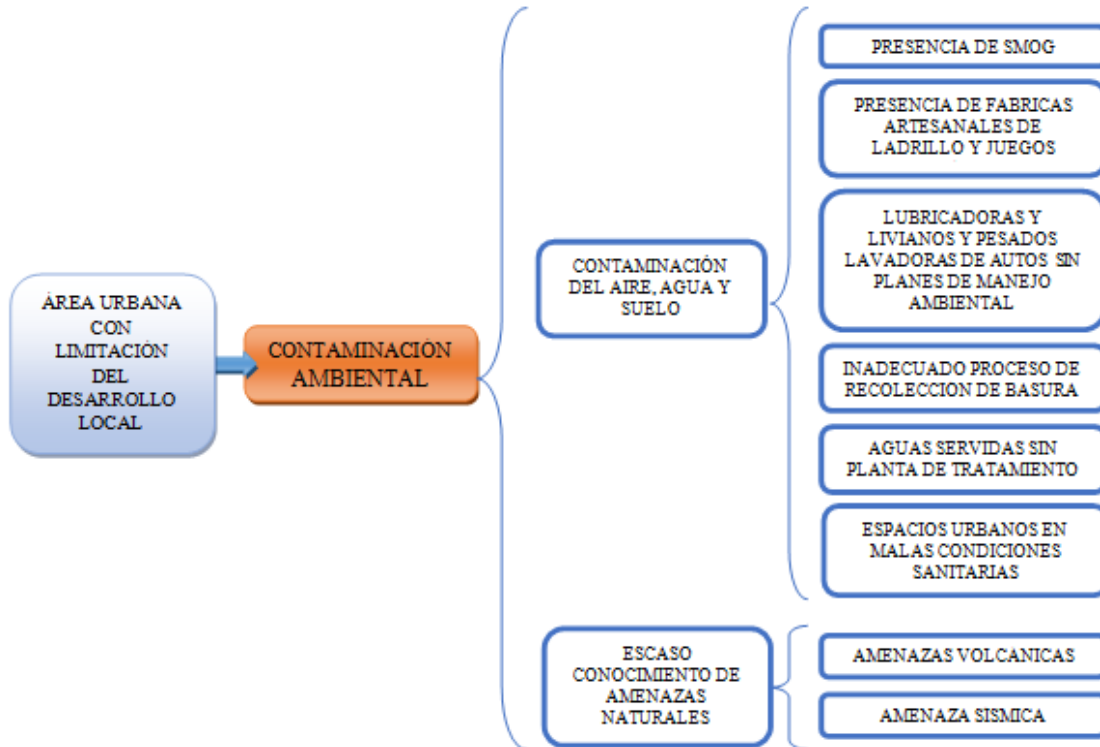 ÁREA URBANA
CON
LIMITACIÓN
DEL
DESARROLLO
LOCAL
CONTAMINACIÓN
AMBIENTAL
CONTAMINACIÓN
DEL AIRE, AGUA Y
SUELO
PRESENCIA DE SMOG
PRESENCIA DE FABRICAS
ARTESANALES DE
LADRILLO Y JUEGOS
LUBRICADORAS Y
LIVIANOS Y PESADOS
LAVADORAS DE AUTOS SIN
PLANES DE MANEJO
AMBIENTAL
INADECUADO PROCESO DE
RECOLECCION DE BASURA
AGUAS SERVIDAS SIN
PLANTA DE TRATAMIENTO
ESPACIOS URBANOS EN
MALAS CONDICIONES
SANITARIAS
ESCASO
CONOCIMIENTO DE
AMENAZAS
NATURALES
AMENAZAS VOLCANICAS
AMENAZA SISMICA